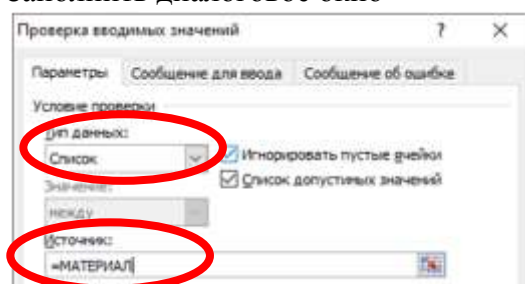 Заполнить диалоговое окно
Проверка вводимых значений ? ×
Параметры Сообщение для ввода Сообщение об ошибке
Условие проверки
Тип данных:
Список Игнорировать пустые ячейки
Значение: Список допустимых значений
между
Источник:
=МАТЕРИАЛ